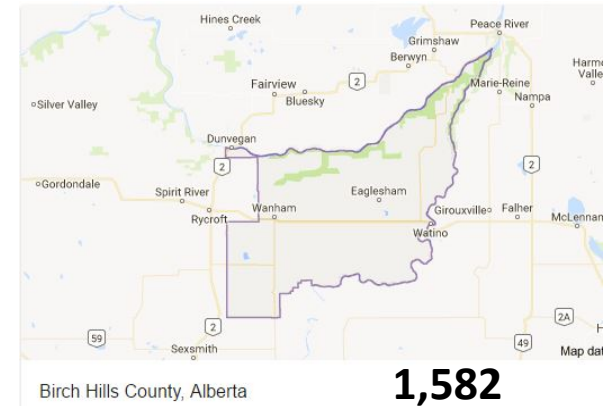 Hines Creek
Peace River
Grimshaw
Berwyn
Harmo
Valle
Fairview
2
Marie-Reine
Bluesky
Nampa
Silver Valley
Dunvegan
2
2
Gordondale
Eaglesham
Spirit River
Rycroft
Wanham
Girouxville
Falher
McLennan
Watino
2
2A
H
59
49
Sexsmith
Map dat
Birch Hills County, Alberta
1,582